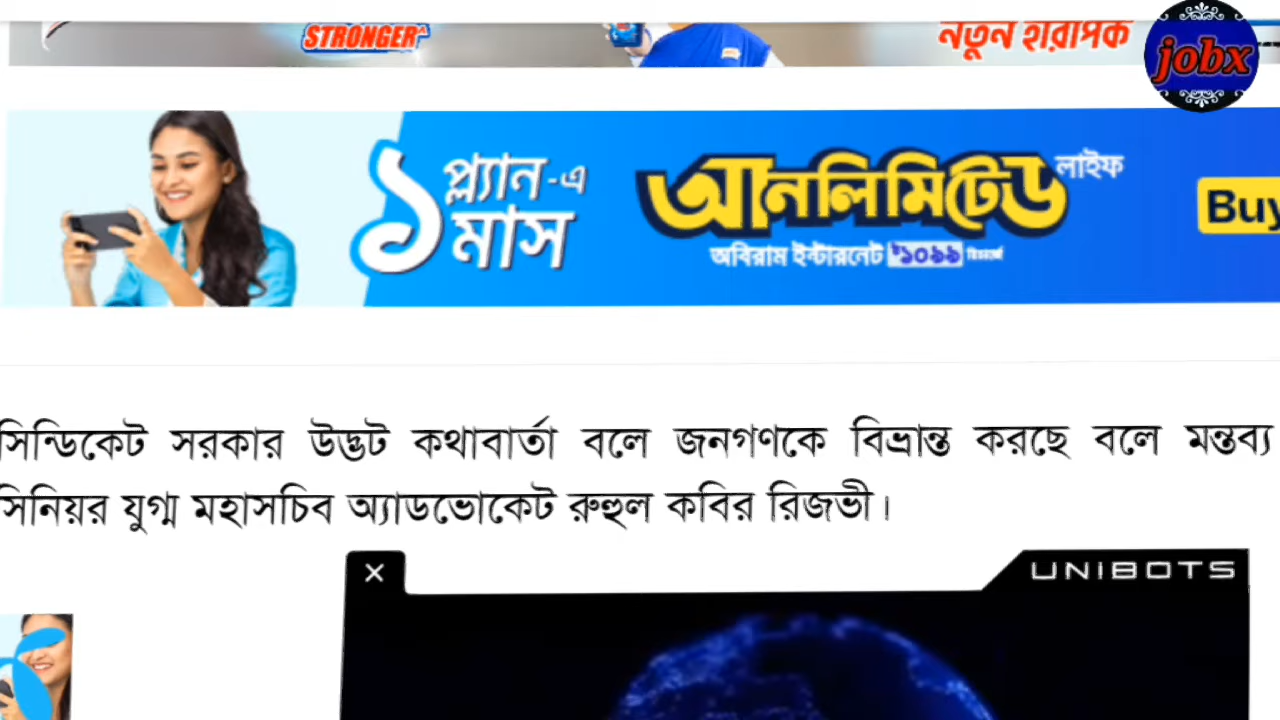 STRONGER
নতুন হারপিক
jobx
১ প্ল্যান-এ
মাস
আনলিমিটেড লাইফ
অবিরাম ইন্টারনেট ৳১০৯৯
Buy
সিন্ডিকেট সরকার উদ্ভট কথাবার্তা বলে জনগণকে বিভ্রান্ত করছে বলে মন্তব্য
সিনিয়র যুগ্ম মহাসচিব অ্যাডভোকেট রুহুল কবির রিজভী।
×
UNIBOTS